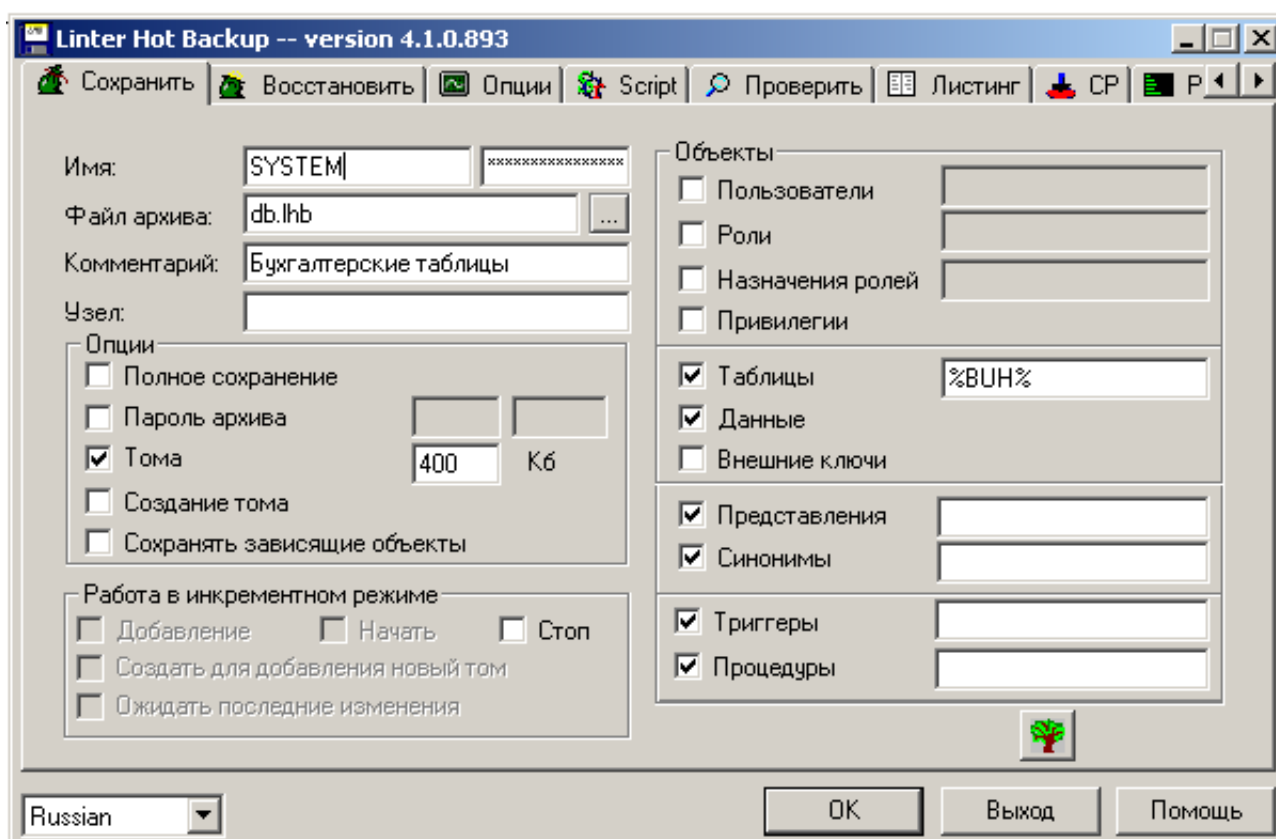 Linter Hot Backup -- version 4.1.0.893
Сохранить Восстановить Опции Script Проверить Листинг CP P
Имя: SYSTEM ****************
Файл архива: db.lhb ...
Комментарий: Бухгалтерские таблицы
Узел:
Опции
Полное сохранение
Пароль архива
Тома 400 Кб
Создание тома
Сохранять зависящие объекты
Работа в инкрементном режиме
Добавление Начать Стоп
Создать для добавления новый том
Ожидать последние изменения
Объекты
Пользователи
Роли
Назначения ролей
Привилегии
Таблицы %BUH%
Данные
Внешние ключи
Представления
Синонимы
Триггеры
Процедуры
Russian OK Выход Помощь